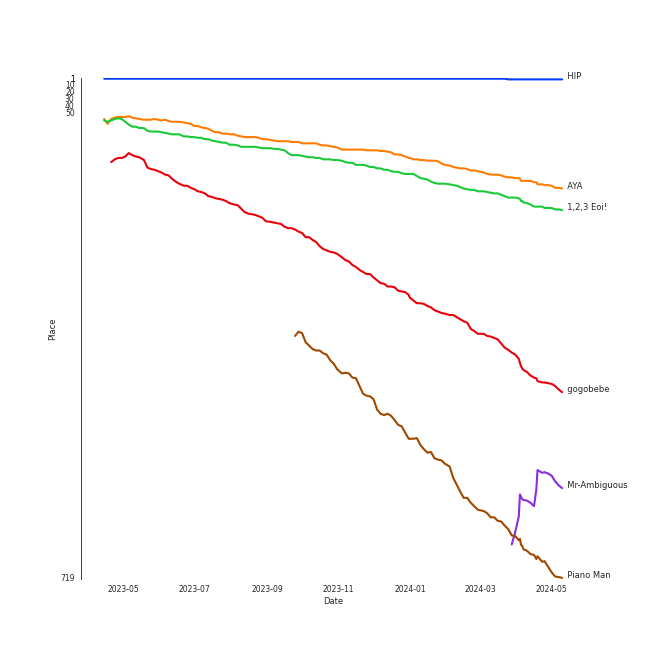 1
10
20
30
40
50
719
Place
HIP
AYA
1,2,3 Eoi!
gogobebe
Mr-Ambiguous
Piano Man
2023-05 2023-07 2023-09 2023-11 2024-01 2024-03 2024-05
Date